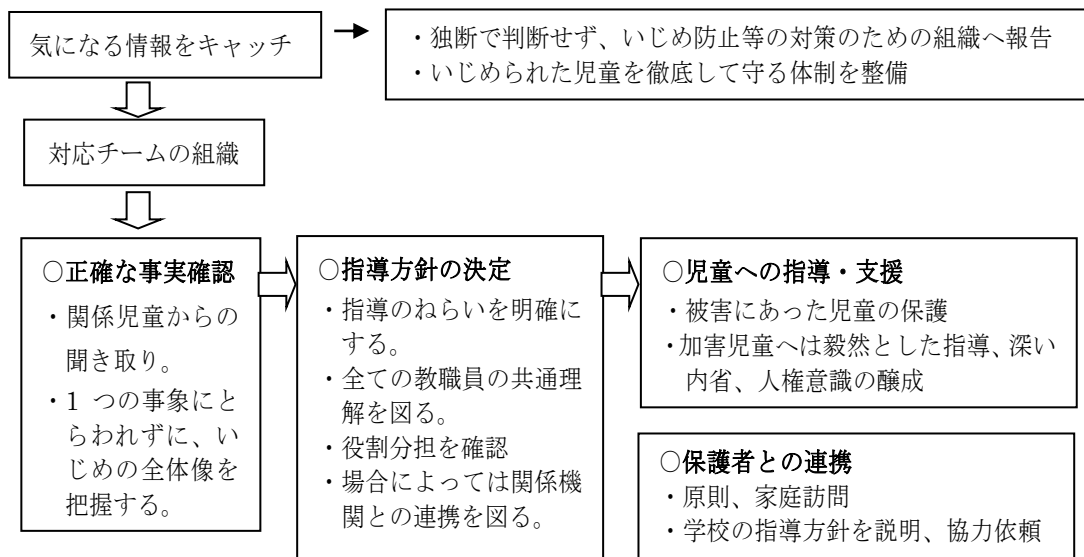 気になる情報をキャッチ
・独断で判断せず、いじめ防止等の対策のための組織へ報告
・いじめられた児童を徹底して守る体制を整備
対応チームの組織
○正確な事実確認
・関係児童からの
聞き取り。
・1 つの事象にと
らわれずに、い
じめの全体像を
把握する。
○指導方針の決定
・指導のねらいを明確に
する。
・全ての教職員の共通理
解を図る。
・役割分担を確認
・場合によっては関係機
関との連携を図る。
○児童への指導・支援
・被害にあった児童の保護
・加害児童へは毅然とした指導、深い
内省、人権意識の醸成
○保護者との連携
・原則、家庭訪問
・学校の指導方針を説明、協力依頼